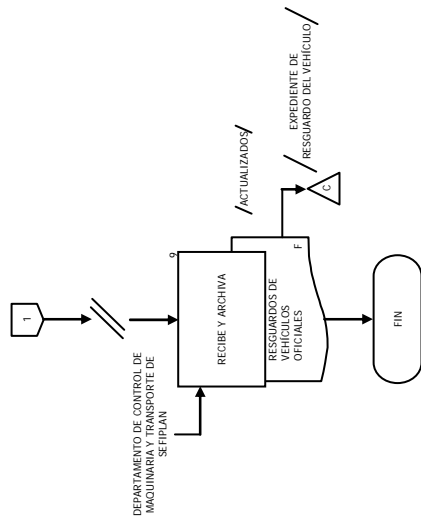 1
DEPARTAMENTO DE CONTROL DE
MAQUINARIA Y TRANSPORTE DE
SEFIPLAN
9
RECIBE Y ARCHIVA
RESGUARDOS DE
VEHÍCULOS
OFICIALES
F
ACTUALIZADOS
EXPEDIENTE DE
RESGUARDO DEL VEHÍCULO
C
FIN